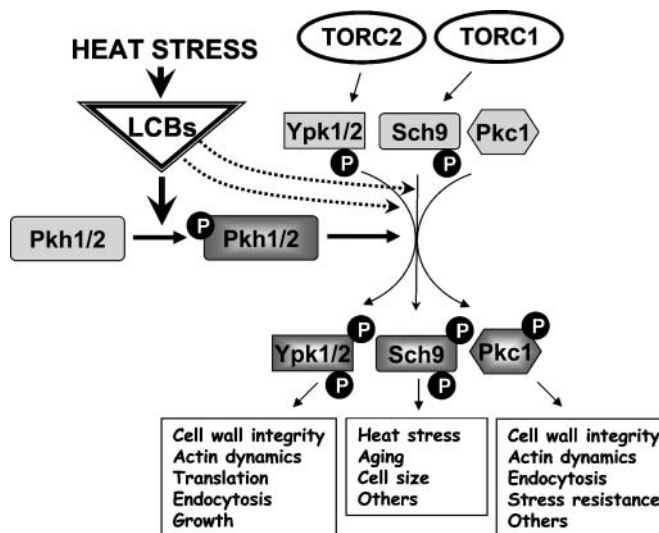 HEAT STRESS
TORC2
TORC1
LCBs
Ypk1/2
Sch9
Pkc1
P
P
Pkh1/2
P
Pkh1/2
P
P
P
Ypk1/2
Sch9
Pkc1
P
P
Cell wall integrity
Actin dynamics
Translation
Endocytosis
Growth
Heat stress
Aging
Cell size
Others
Cell wall integrity
Actin dynamics
Endocytosis
Stress resistance
Others